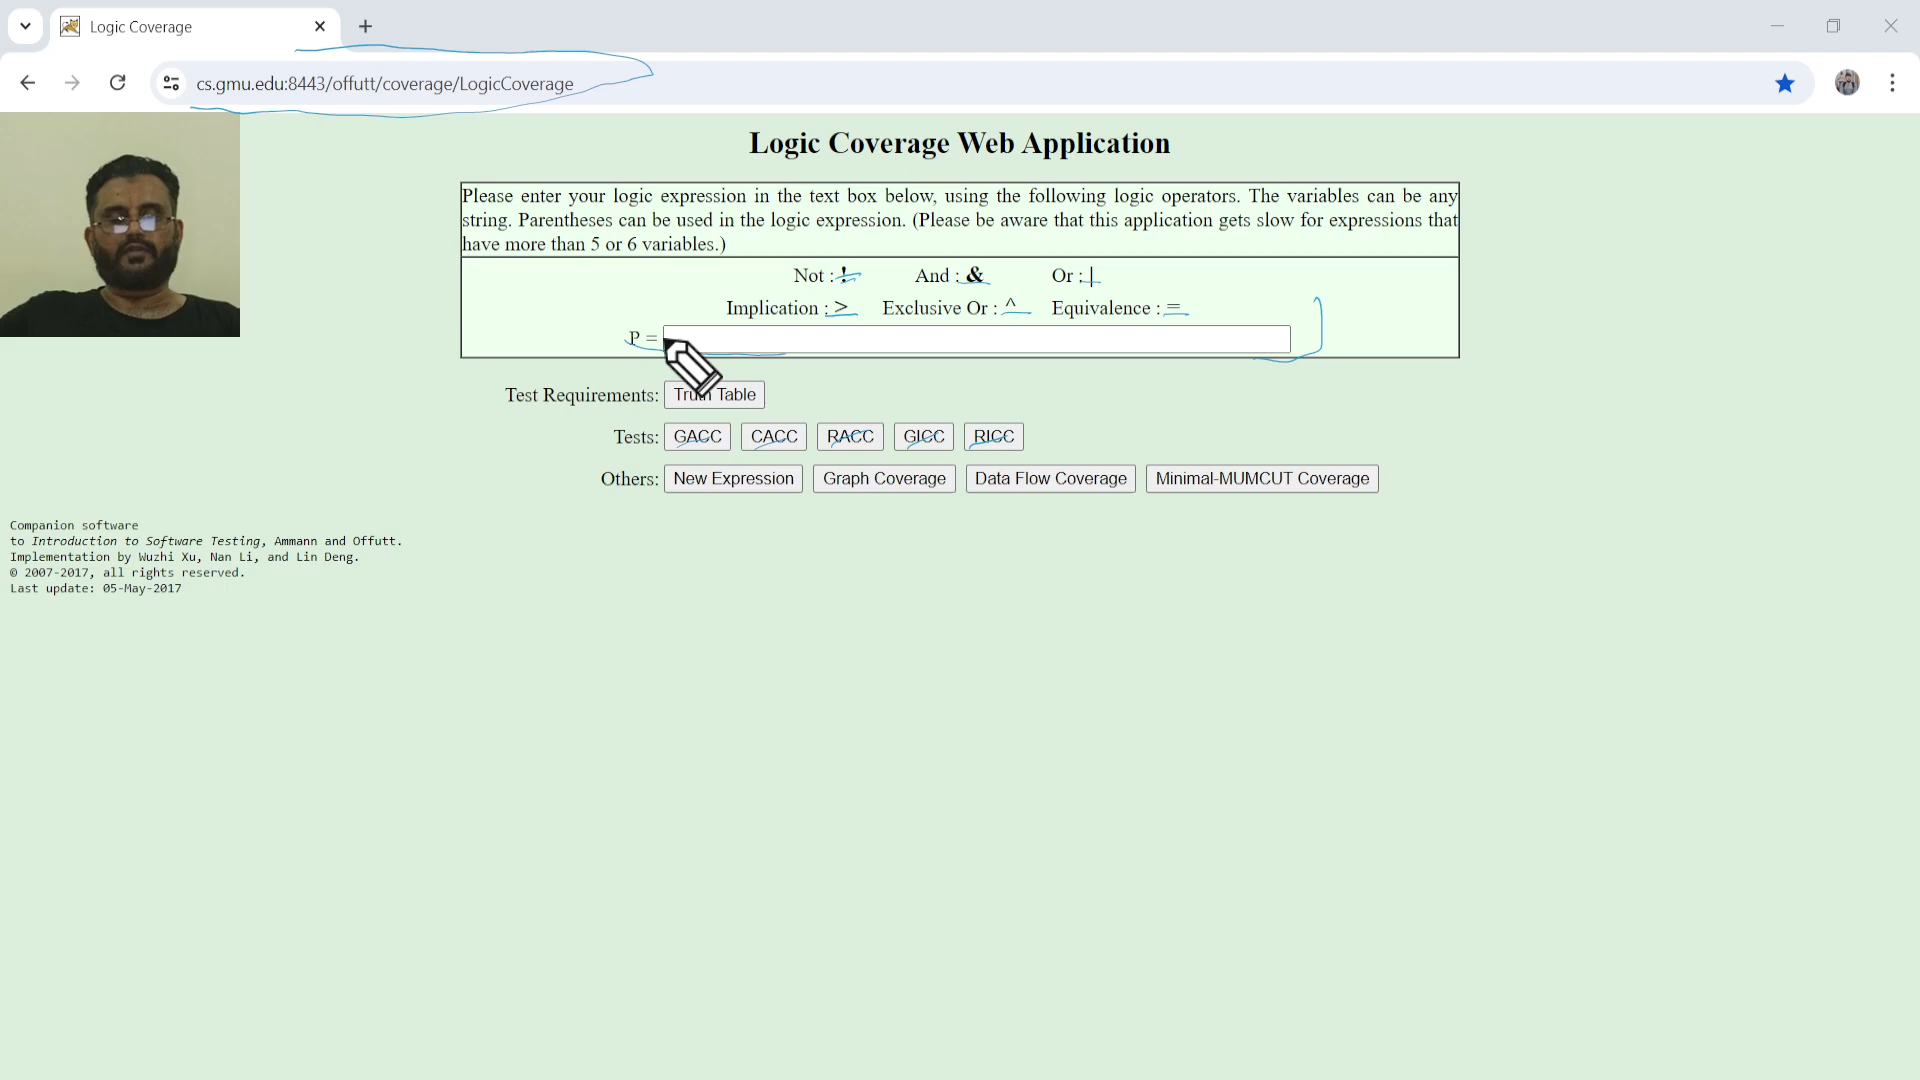 Logic Coverage
cs.gmu.edu:8443/offutt/coverage/LogicCoverage
Logic Coverage Web Application
Please enter your logic expression in the text box below, using the following logic operators. The variables can be any
string. Parentheses can be used in the logic expression. (Please be aware that this application gets slow for expressions that
have more than 5 or 6 variables.)
Not : ! And : & Or : |
Implication : > Exclusive Or : ^ Equivalence : =
P =
Test Requirements: Truth Table
Tests: GACC CACC RACC GICC RICC
Others: New Expression Graph Coverage Data Flow Coverage Minimal-MUMCUT Coverage
Companion software
to Introduction to Software Testing, Ammann and Offutt.
Implementation by Wuzhi Xu, Nan Li, and Lin Deng.
© 2007-2017, all rights reserved.
Last update: 05-May-2017